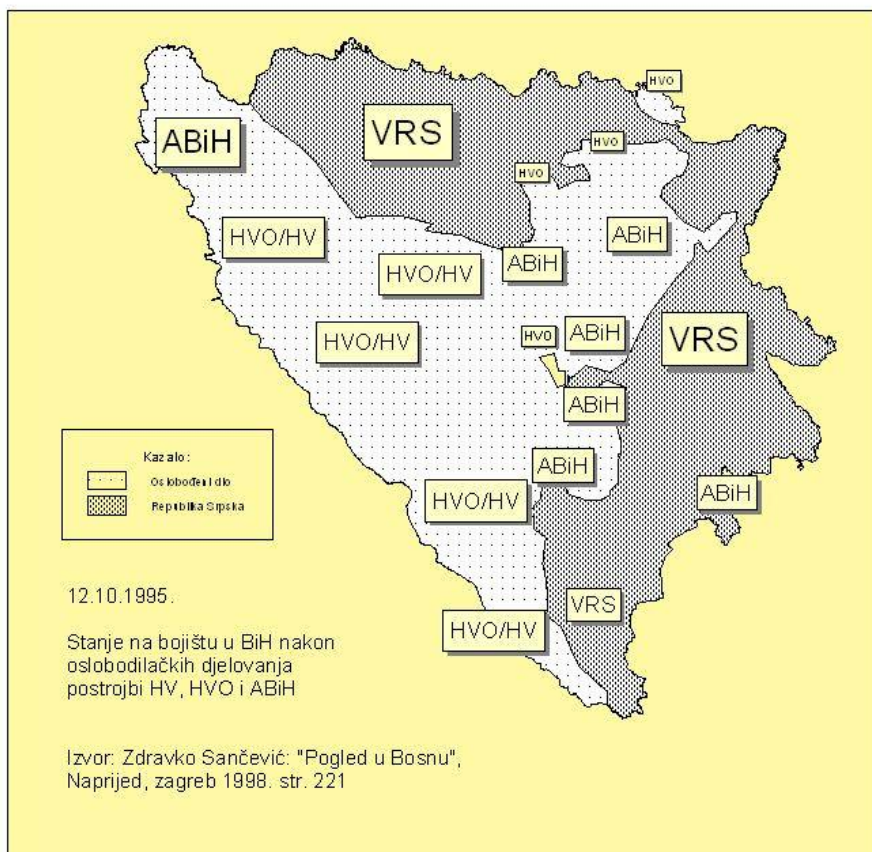 HVO
VRS
ABiH
HVO
HVO
HVO/HV
ABiH
ABiH
HVO/HV
HVO/HV
HVO
ABiH
VRS
ABiH
ABiH
HVO/HV
ABiH
VRS
HVO/HV
Kazalo:
Oslobođeni dio
Republika Srpska
12.10.1995.
Stanje na bojištu u BiH nakon
oslobodilačkih djelovanja
postrojbi HV, HVO i ABiH
Izvor: Zdravko Sančević: "Pogled u Bosnu",
Naprijed, zagreb 1998. str. 221